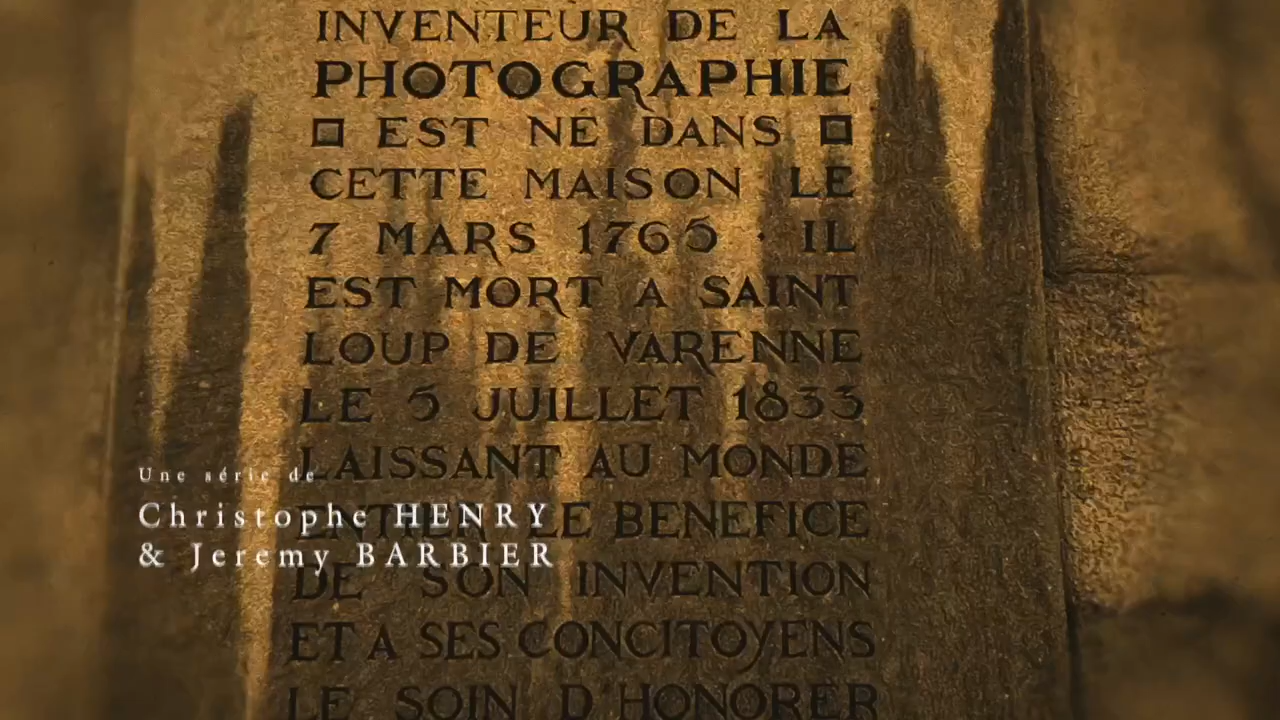 INVENTEUR DE LA
PHOTOGRAPHIE
EST NÉ DANS
CETTE MAISON LE
7 MARS 1765 · IL
EST MORT A SAINT
LOUP DE VARENNE
LE 5 JUILLET 1833
LAISSANT AU MONDE
ENTIER LE BENEFICE
DE SON INVENTION
ET A SES CONCITOYENS
LE SOIN D'HONORER
Une série de
Christophe HENRY
& Jeremy BARBIER